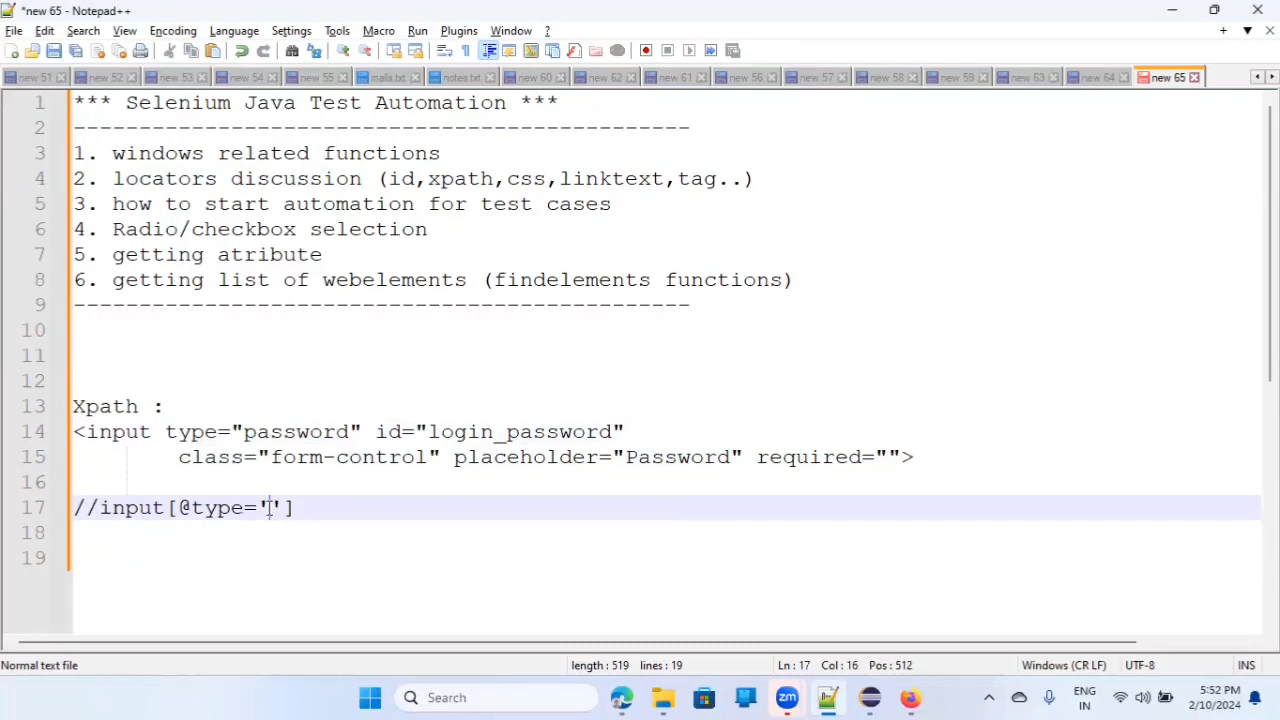 *new 65 - Notepad++
File Edit Search View Encoding Language Settings Tools Macro Run Plugins Window ?
new 51 new 52 new 53 new 54 new 55 malla.txt notes.txt new 60 new 62 new 61 new 56 new 57 new 58 new 59 new 63 new 64 new 65
1 *** Selenium Java Test Automation ***
2 -----------------------------------------------
3 1. windows related functions
4 2. locators discussion (id,xpath,css,linktext,tag..)
5 3. how to start automation for test cases
6 4. Radio/checkbox selection
7 5. getting atribute
8 6. getting list of webelements (findelements functions)
9 -----------------------------------------------
10
11
12
13 Xpath :
14 <input type="password" id="login_password"
15 class="form-control" placeholder="Password" required="">
16
17 //input[@type='']
18
19
Normal text file length : 519 lines : 19 Ln : 17 Col : 16 Pos : 512 Windows (CR LF) UTF-8 INS
Search zm ENG IN 5:52 PM 2/10/2024